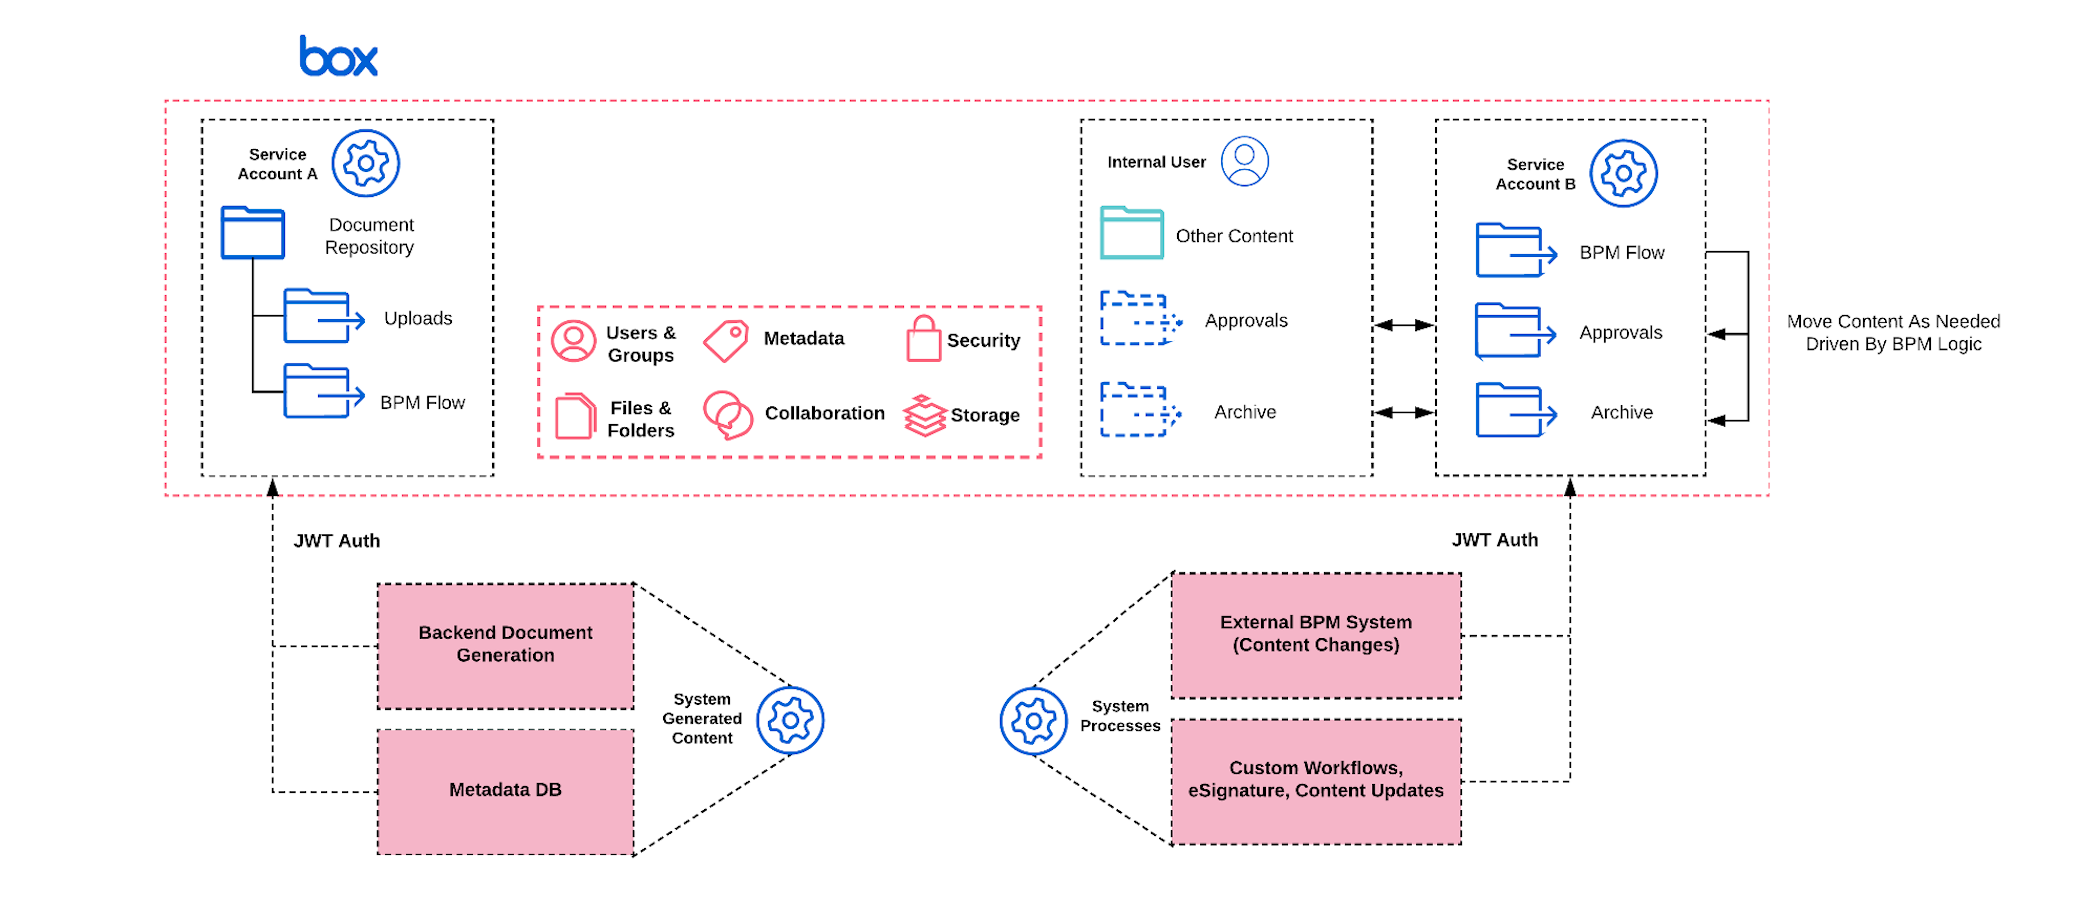 box
Service
Account A
Document
Repository
Uploads
BPM Flow
Users &
Groups
Metadata
Security
Files &
Folders
Collaboration
Storage
Internal User
Other Content
Approvals
Archive
Service
Account B
BPM Flow
Approvals
Archive
Move Content As Needed
Driven By BPM Logic
JWT Auth
Backend Document
Generation
Metadata DB
System
Generated
Content
JWT Auth
System
Processes
External BPM System
(Content Changes)
Custom Workflows,
eSignature, Content Updates